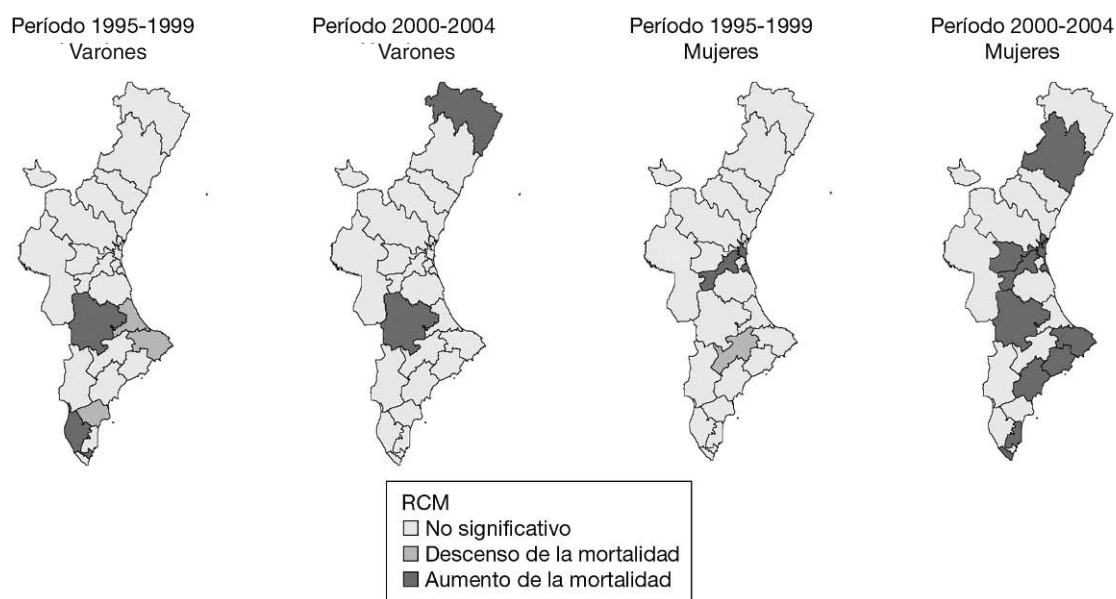 Período 1995-1999
Varones
Período 2000-2004
Varones
Período 1995-1999
Mujeres
Período 2000-2004
Mujeres
RCM
No significativo
Descenso de la mortalidad
Aumento de la mortalidad